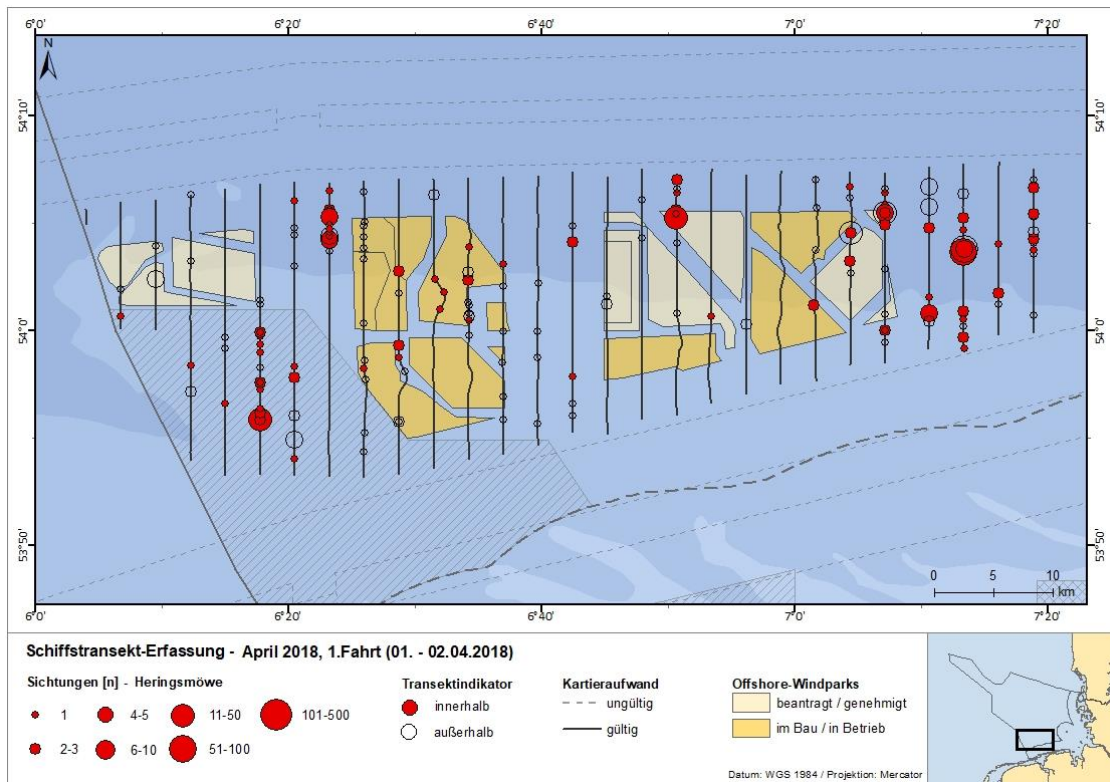 6°0' 6°20' 6°40' 7°0' 7°20'
N
54°10' 54°10'
54°0' 54°0'
53°50' 53°50'
0 5 10
km
6°0' 6°20' 6°40' 7°0' 7°20'
Schiffstransekt-Erfassung - April 2018, 1.Fahrt (01. - 02.04.2018)
Sichtungen [n] - Heringsmöwe
1 4-5 11-50 101-500
2-3 6-10 51-100
Transektindikator
innerhalb
außerhalb
Kartieraufwand
ungültig
gültig
Offshore-Windparks
beantragt / genehmigt
im Bau / in Betrieb
Datum: WGS 1984 / Projektion: Mercator